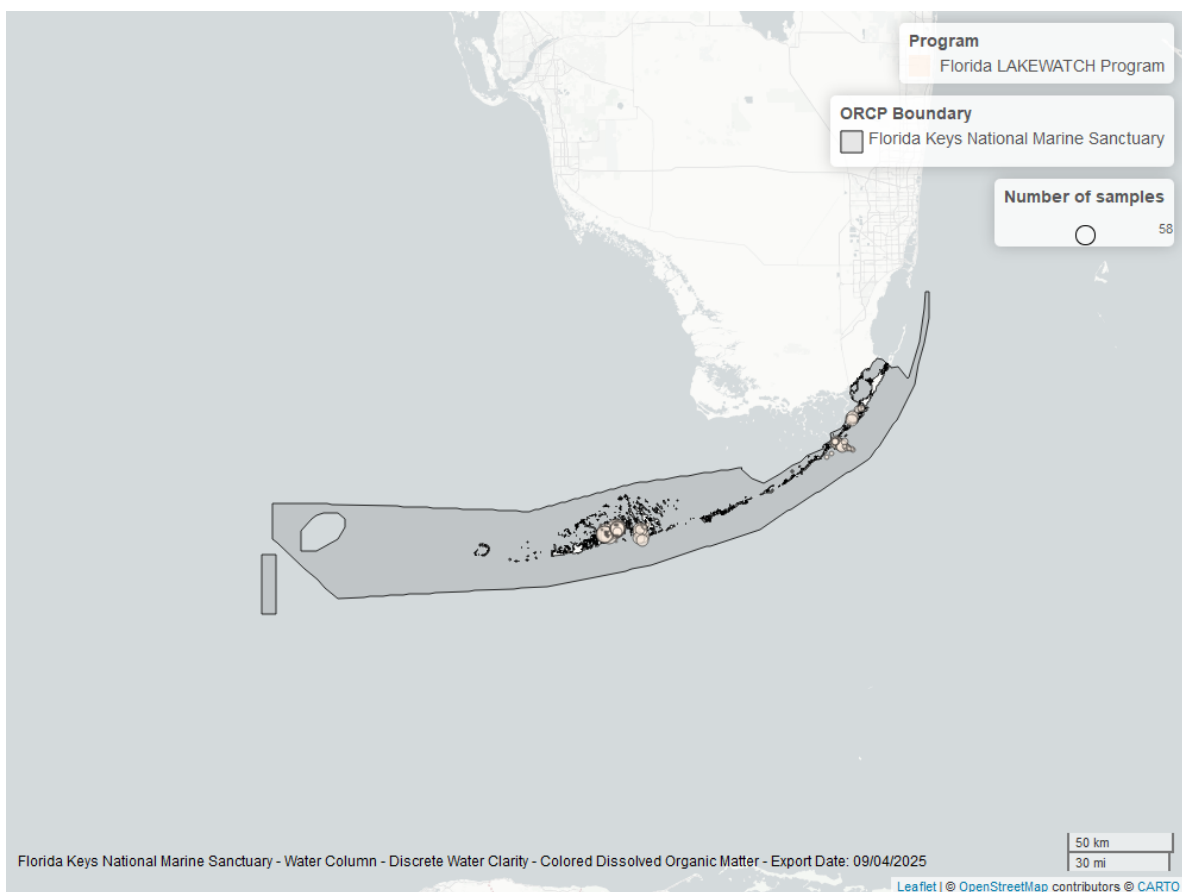 Program
Florida LAKEWATCH Program
ORCP Boundary
Florida Keys National Marine Sanctuary
Number of samples
58
50 km
30 mi
Florida Keys National Marine Sanctuary - Water Column - Discrete Water Clarity - Colored Dissolved Organic Matter - Export Date: 09/04/2025
Leaflet | © OpenStreetMap contributors © CARTO